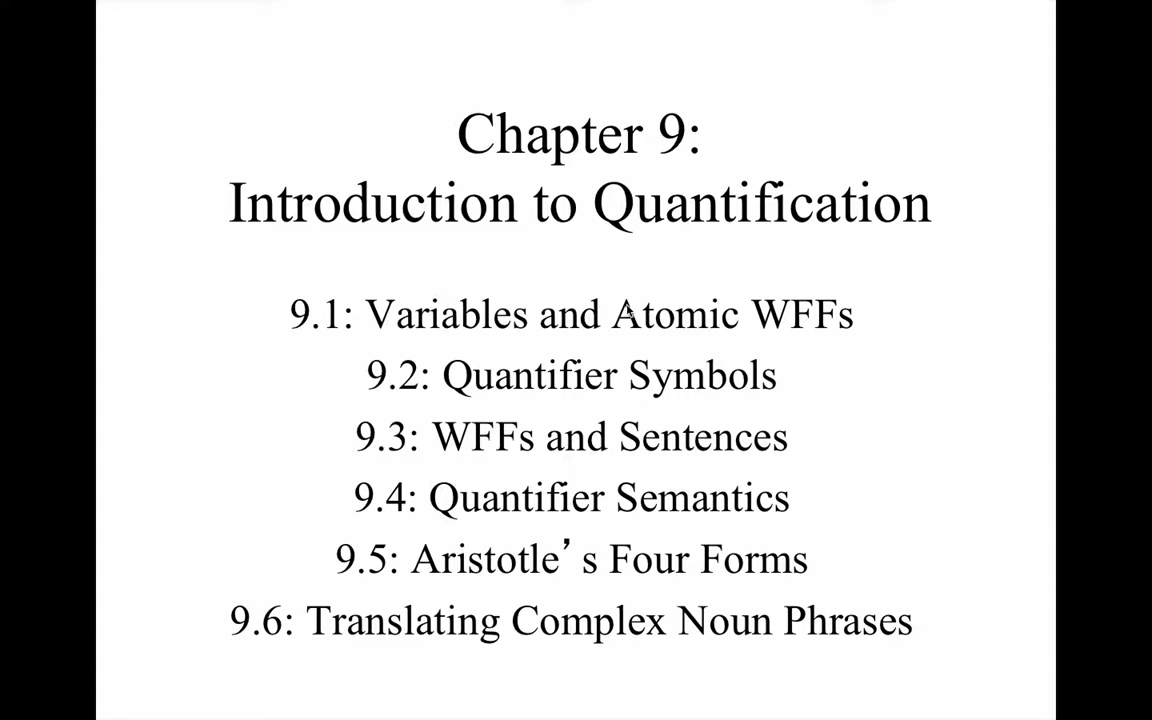 Chapter 9:
Introduction to Quantification
9.1: Variables and Atomic WFFs
9.2: Quantifier Symbols
9.3: WFFs and Sentences
9.4: Quantifier Semantics
9.5: Aristotle’s Four Forms
9.6: Translating Complex Noun Phrases